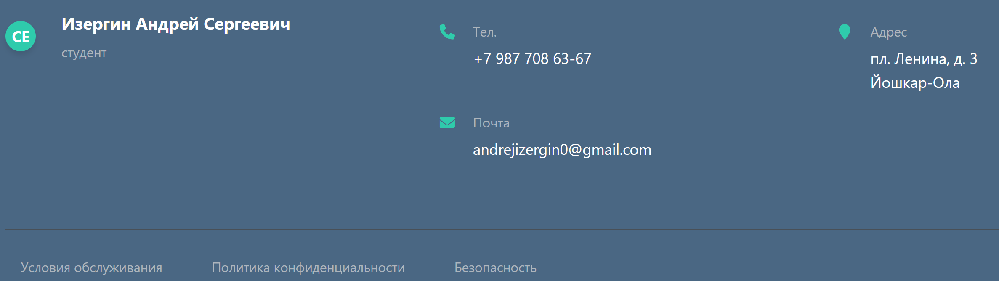 CE
Изергин Андрей Сергеевич
студент
Тел.
+7 987 708 63-67
Почта
andrejizergin0@gmail.com
Адрес
пл. Ленина, д. 3
Йошкар-Ола
Условия обслуживания
Политика конфиденциальности
Безопасность